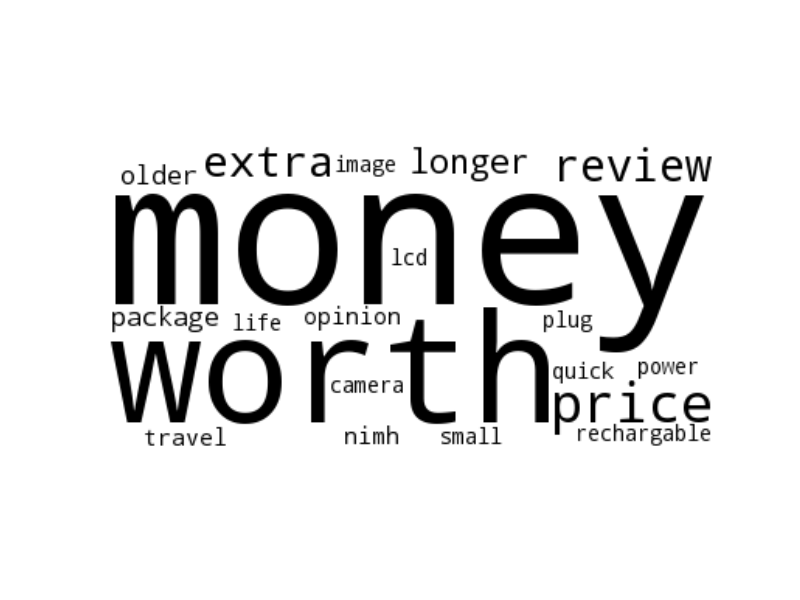 older extra image longer review
money
lcd
package life opinion plug
worth
camera quick power
price
travel nimh small rechargable